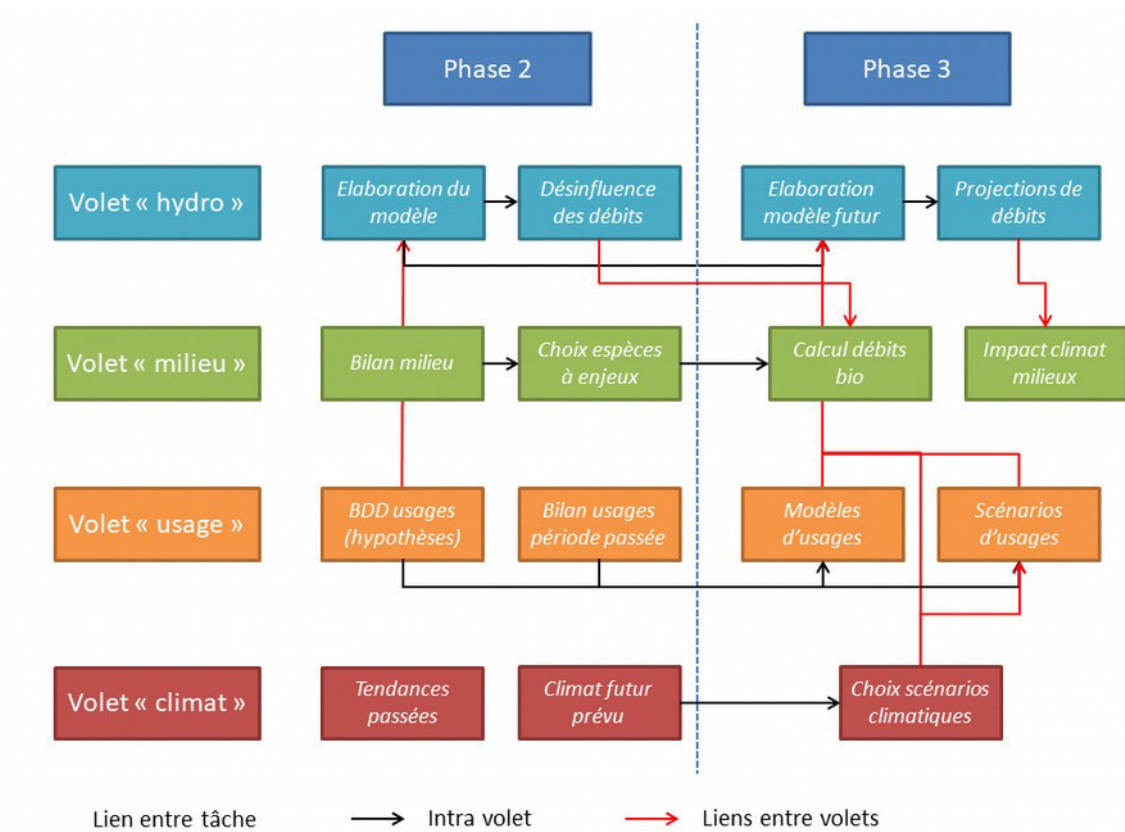 Phase 2
Phase 3
Volet « hydro »
Elaboration du
modèle
Désinfluence
des débits
Elaboration
modèle futur
Projections de
débits
Volet « milieu »
Bilan milieu
Choix espèces
à enjeux
Calcul débits
bio
Impact climat
milieux
Volet « usage »
BDD usages
(hypothèses)
Bilan usages
période passée
Modèles
d'usages
Scénarios
d'usages
Volet « climat »
Tendances
passées
Climat futur
prévu
Choix scénarios
climatiques
Lien entre tâche
Intra volet
Liens entre volets